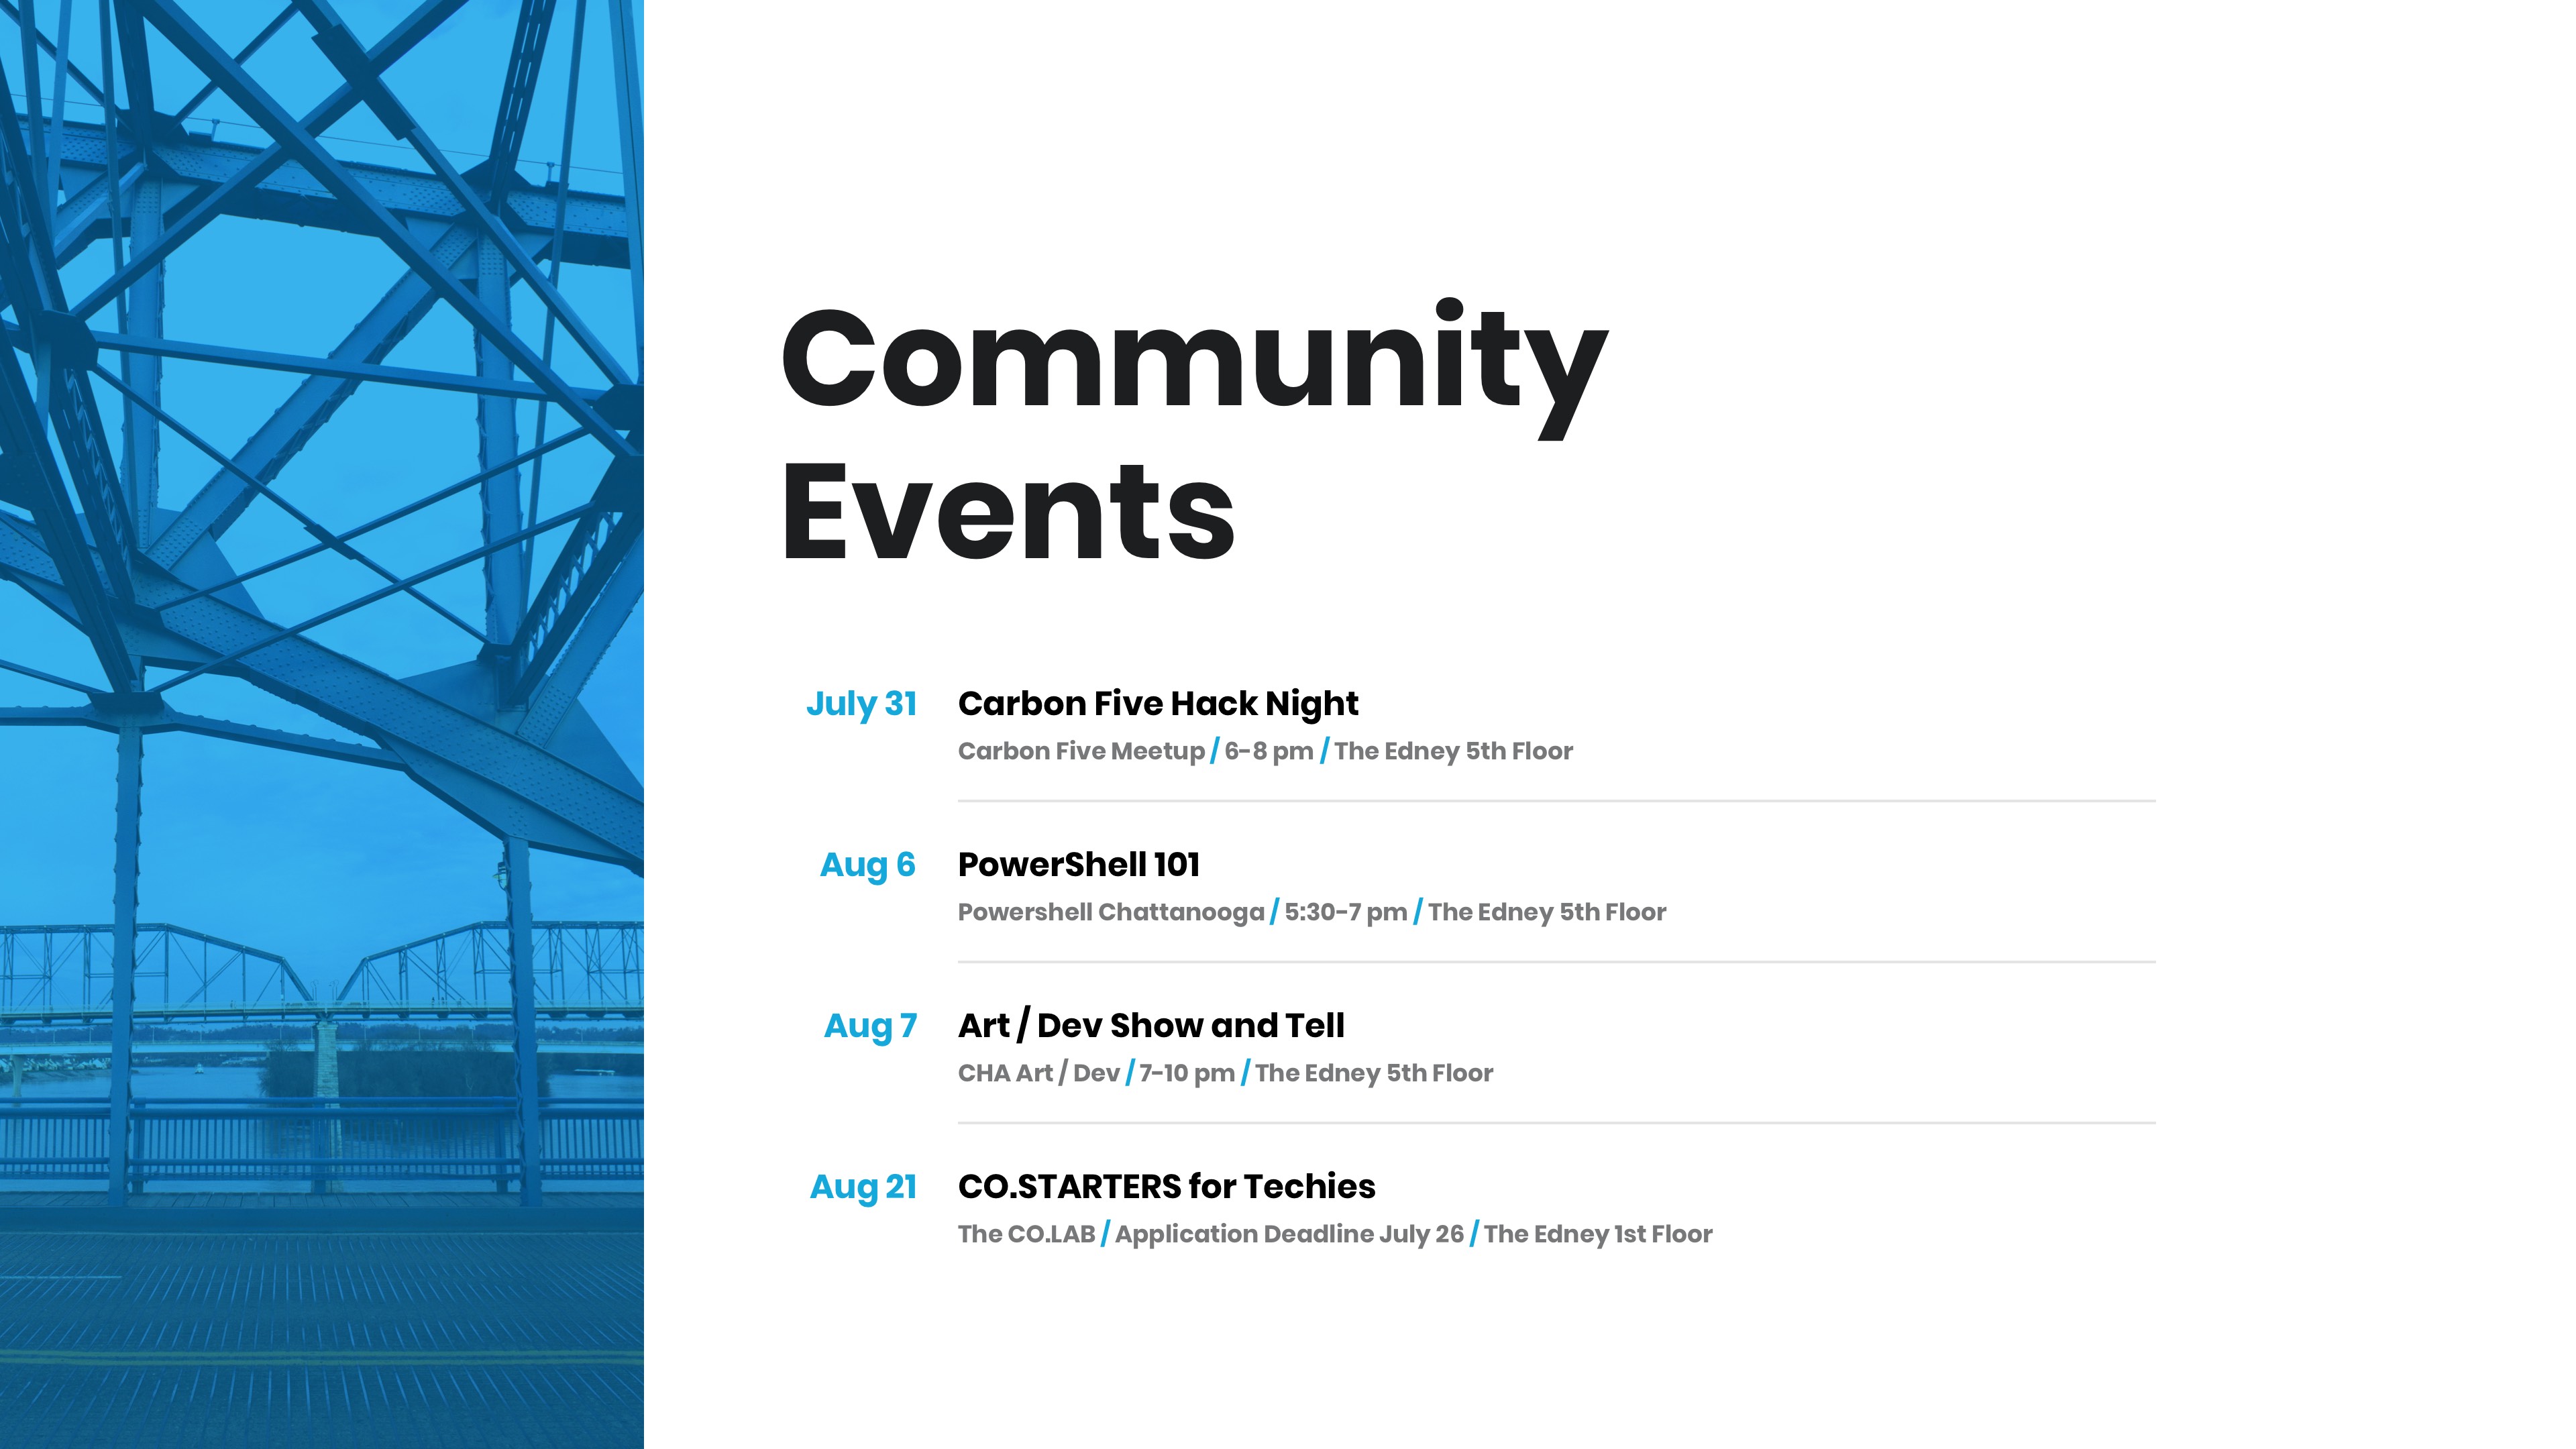 Community
Events
July 31 Carbon Five Hack Night
Carbon Five Meetup / 6-8 pm / The Edney 5th Floor
Aug 6 PowerShell 101
Powershell Chattanooga / 5:30-7 pm / The Edney 5th Floor
Aug 7 Art / Dev Show and Tell
CHA Art / Dev / 7-10 pm / The Edney 5th Floor
Aug 21 CO.STARTERS for Techies
The CO.LAB / Application Deadline July 26 / The Edney 1st Floor